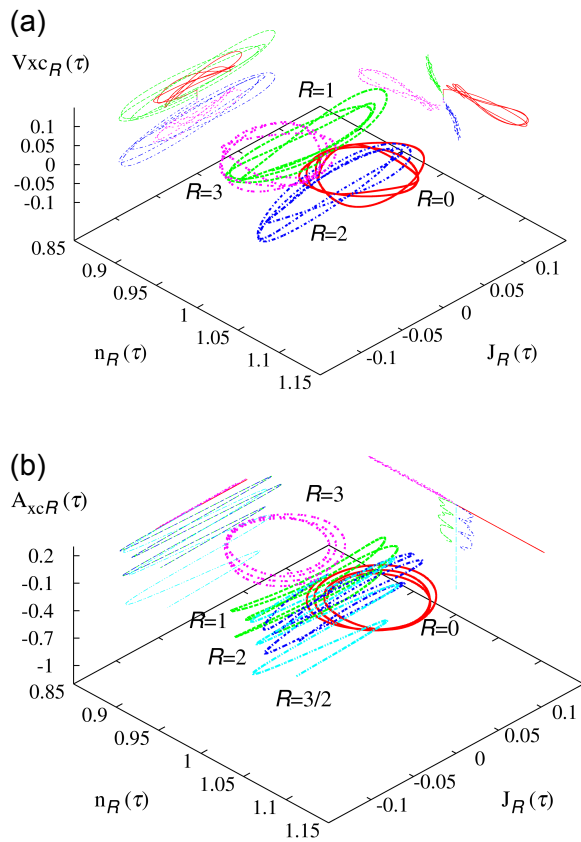 (a)
Vxc_R(τ)
R=1
0.1
0.05
0
-0.05
-0.1
R=3
R=0
R=2
0.85
0.9
0.95
1
1.05
1.1
1.15
0.1
0.05
0
-0.05
-0.1
n_R(τ)
J_R(τ)
(b)
A_xcR(τ)
R=3
0.2
-0.1
-0.4
-0.7
-1
R=1
R=0
R=2
R=3/2
0.85
0.9
0.95
1
1.05
1.1
1.15
0.1
0.05
0
-0.05
-0.1
n_R(τ)
J_R(τ)